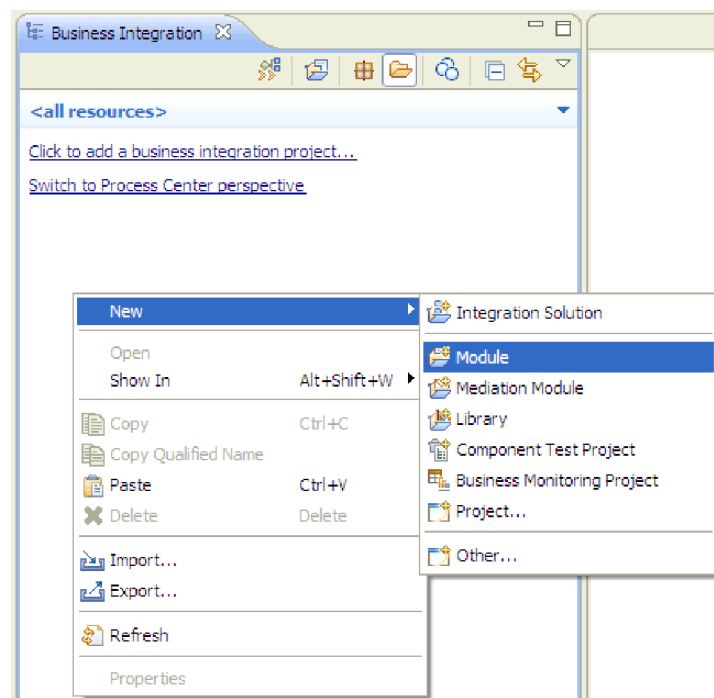 Business Integration
<all resources>
Click to add a business integration project...
Switch to Process Center perspective
New
Open
Show In Alt+Shift+W
Copy Ctrl+C
Copy Qualified Name
Paste Ctrl+V
Delete Delete
Import...
Export...
Refresh
Properties
Integration Solution
Module
Mediation Module
Library
Component Test Project
Business Monitoring Project
Project...
Other...